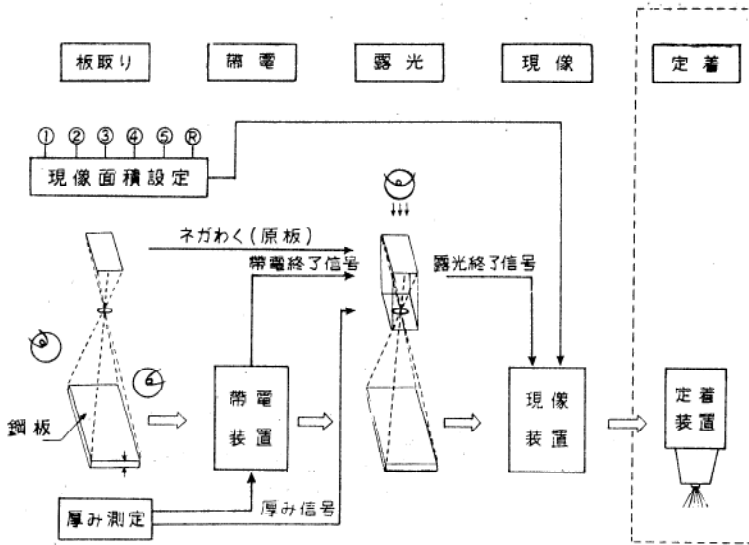 板取り
帶電
露光
現像
定着
① ② ③ ④ ⑤ Ⓡ
現像面積設定
ネガわく(原板)
帶電終了信号
露光終了信号
鋼板
帶電
装置
現像
装置
定着
装置
厚み測定
厚み信号